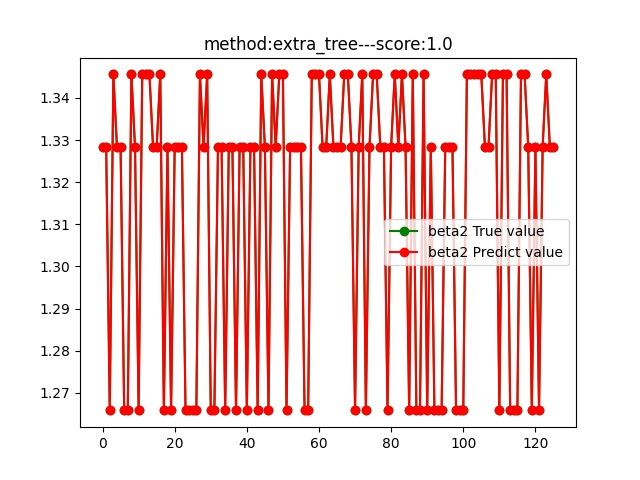 method:extra_tree---score:1.0
1.34
1.33
1.32
1.31
1.30
1.29
1.28
1.27
beta2 True value
beta2 Predict value
0 20 40 60 80 100 120